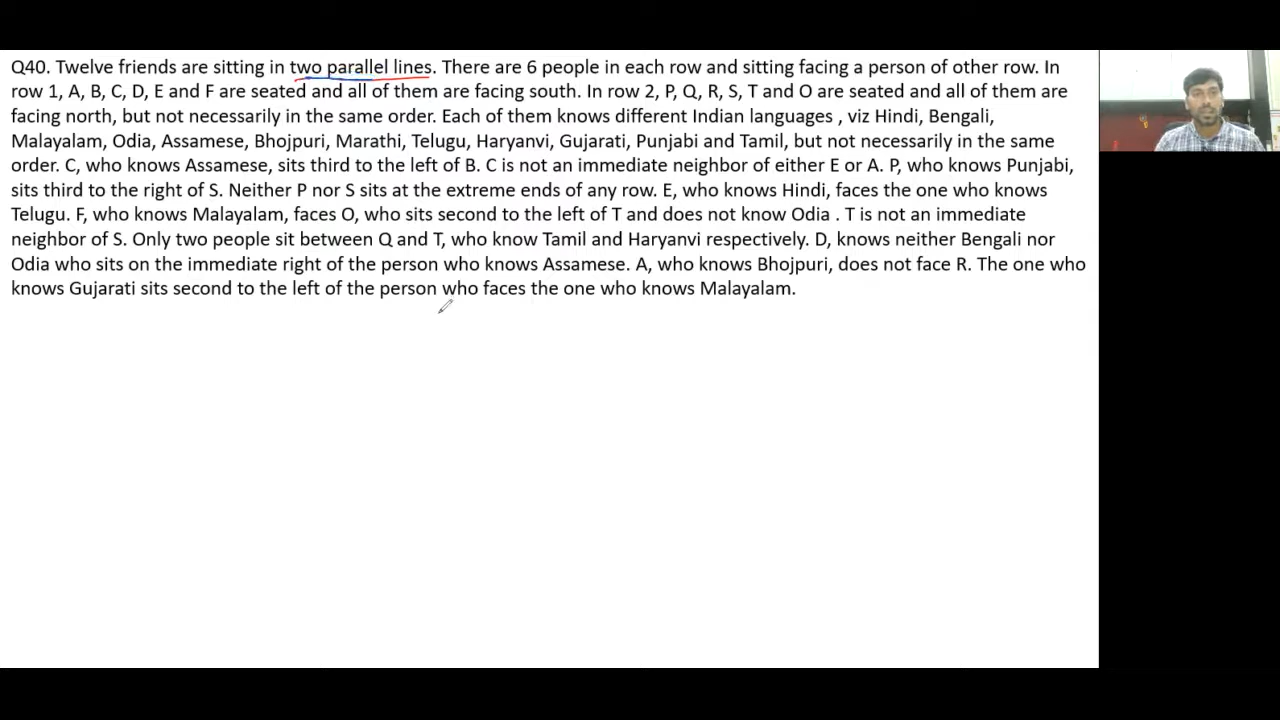 Q40. Twelve friends are sitting in two parallel lines. There are 6 people in each row and sitting facing a person of other row. In
row 1, A, B, C, D, E and F are seated and all of them are facing south. In row 2, P, Q, R, S, T and O are seated and all of them are
facing north, but not necessarily in the same order. Each of them knows different Indian languages , viz Hindi, Bengali,
Malayalam, Odia, Assamese, Bhojpuri, Marathi, Telugu, Haryanvi, Gujarati, Punjabi and Tamil, but not necessarily in the same
order. C, who knows Assamese, sits third to the left of B. C is not an immediate neighbor of either E or A. P, who knows Punjabi,
sits third to the right of S. Neither P nor S sits at the extreme ends of any row. E, who knows Hindi, faces the one who knows
Telugu. F, who knows Malayalam, faces O, who sits second to the left of T and does not know Odia . T is not an immediate
neighbor of S. Only two people sit between Q and T, who know Tamil and Haryanvi respectively. D, knows neither Bengali nor
Odia who sits on the immediate right of the person who knows Assamese. A, who knows Bhojpuri, does not face R. The one who
knows Gujarati sits second to the left of the person who faces the one who knows Malayalam.